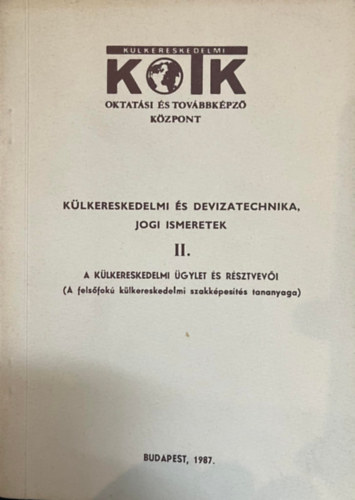 KÜLKERESKEDELMI
KOTK
OKTATÁSI ÉS TOVÁBBKÉPZŐ
KÖZPONT
KÜLKERESKEDELMI ÉS DEVIZATECHNIKA,
JOGI ISMERETEK
II.
A KÜLKERESKEDELMI ÜGYLET ÉS RÉSZTVEVŐI
(A felsőfokú külkereskedelmi szakképesítés tananyaga)
BUDAPEST, 1987.